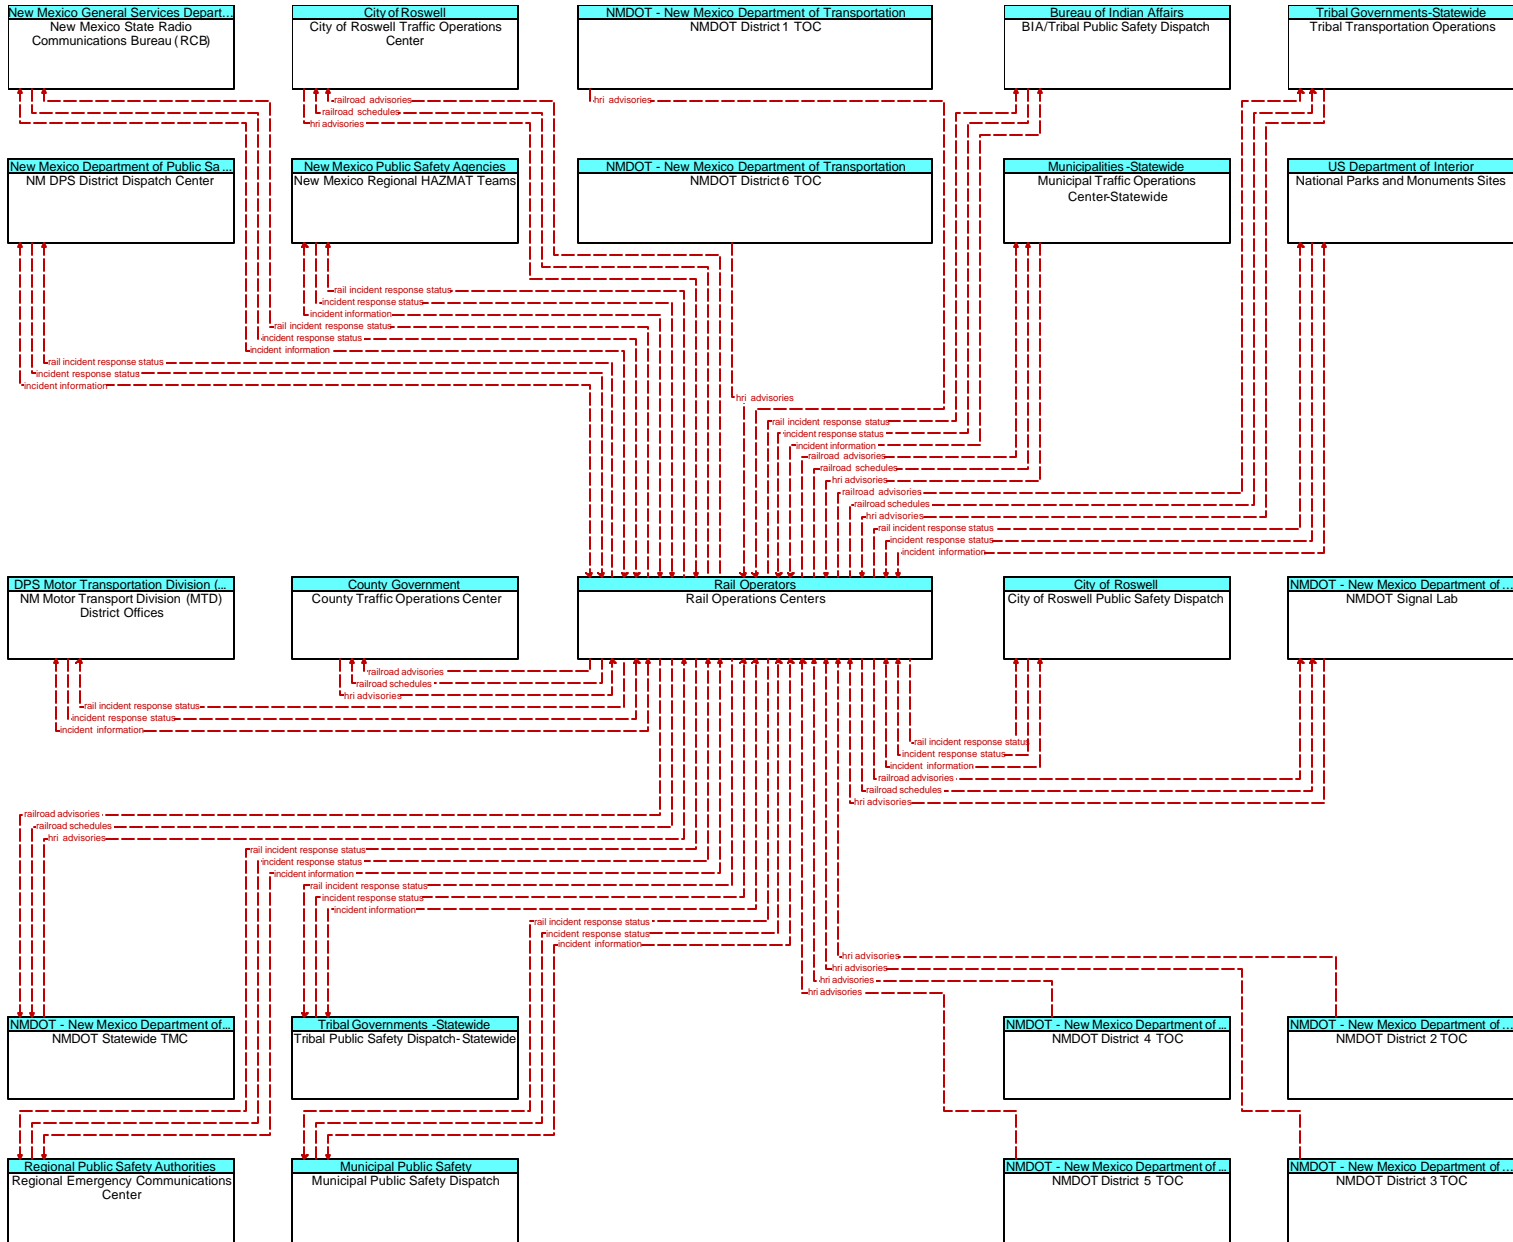 New Mexico General Services Depart...
New Mexico State Radio
Communications Bureau (RCB)
City of Roswell
City of Roswell Traffic Operations
Center
NMDOT - New Mexico Department of Transportation
NMDOT District 1 TOC
Bureau of Indian Affairs
BIA/Tribal Public Safety Dispatch
Tribal Governments-Statewide
Tribal Transportation Operations
railroad advisories
railroad schedules
hri advisories
hri advisories
New Mexico Department of Public Sa...
NM DPS District Dispatch Center
New Mexico Public Safety Agencies
New Mexico Regional HAZMAT Teams
NMDOT - New Mexico Department of Transportation
NMDOT District 6 TOC
Municipalities -Statewide
Municipal Traffic Operations
Center-Statewide
US Department of Interior
National Parks and Monuments Sites
rail incident response status
incident response status
incident information
rail incident response status
incident response status
incident information
rail incident response status
incident response status
incident information
hri advisories
rail incident response status
incident response status
incident information
railroad advisories
railroad schedules
hri advisories
railroad advisories
railroad schedules
hri advisories
rail incident response status
incident response status
incident information
DPS Motor Transportation Division (...
NM Motor Transport Division (MTD)
District Offices
County Government
County Traffic Operations Center
Rail Operators
Rail Operations Centers
City of Roswell
City of Roswell Public Safety Dispatch
NMDOT - New Mexico Department of ...
NMDOT Signal Lab
railroad advisories
railroad schedules
hri advisories
rail incident response status
incident response status
incident information
rail incident response status
incident response status
incident information
railroad advisories
railroad schedules
hri advisories
railroad advisories
railroad schedules
hri advisories
rail incident response status
incident response status
incident information
rail incident response status
incident response status
incident information
rail incident response status
incident response status
incident information
hri advisories
hri advisories
hri advisories
hri advisories
NMDOT - New Mexico Department of...
NMDOT Statewide TMC
Tribal Governments -Statewide
Tribal Public Safety Dispatch-Statewide
NMDOT - New Mexico Department of ...
NMDOT District 4 TOC
NMDOT - New Mexico Department of ...
NMDOT District 2 TOC
Regional Public Safety Authorities
Regional Emergency Communications
Center
Municipal Public Safety
Municipal Public Safety Dispatch
NMDOT - New Mexico Department of ...
NMDOT District 5 TOC
NMDOT - New Mexico Department of ...
NMDOT District 3 TOC